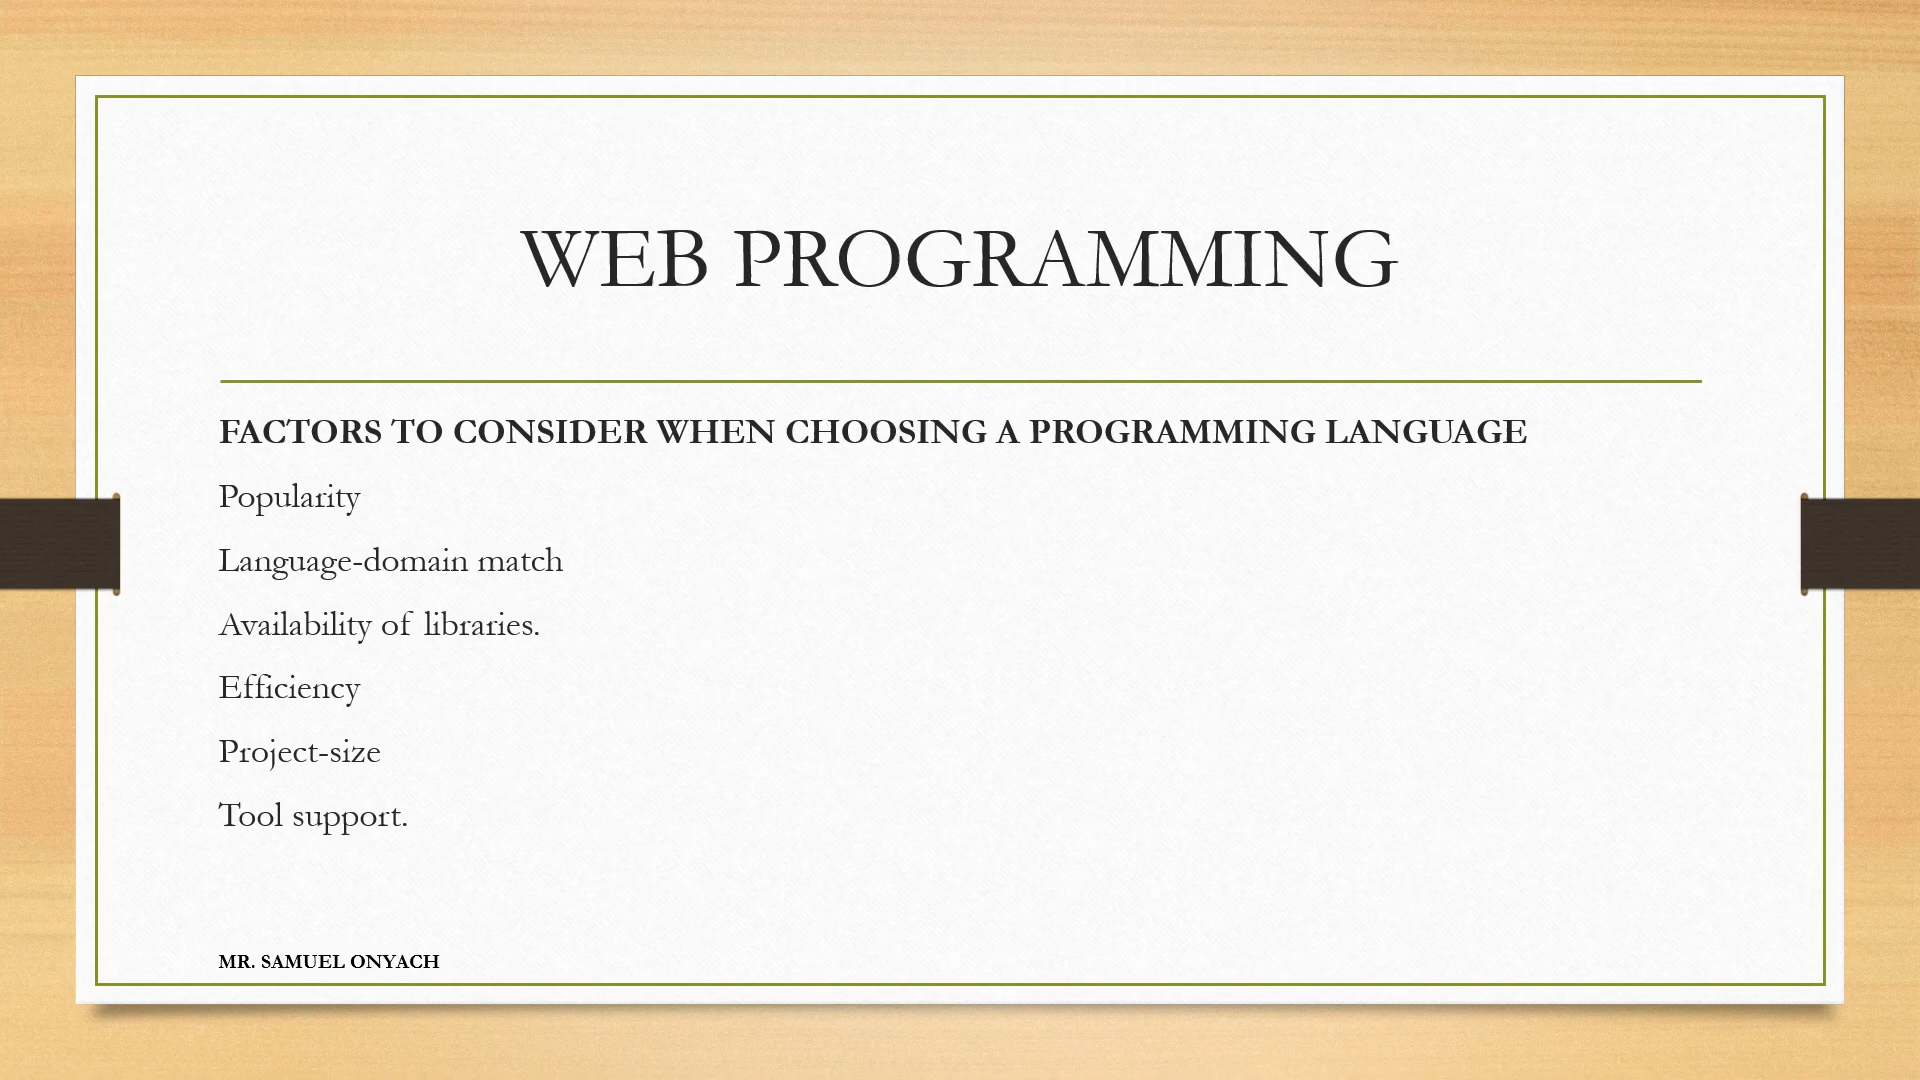 WEB PROGRAMMING
FACTORS TO CONSIDER WHEN CHOOSING A PROGRAMMING LANGUAGE
Popularity
Language-domain match
Availability of libraries.
Efficiency
Project-size
Tool support.
MR. SAMUEL ONYACH